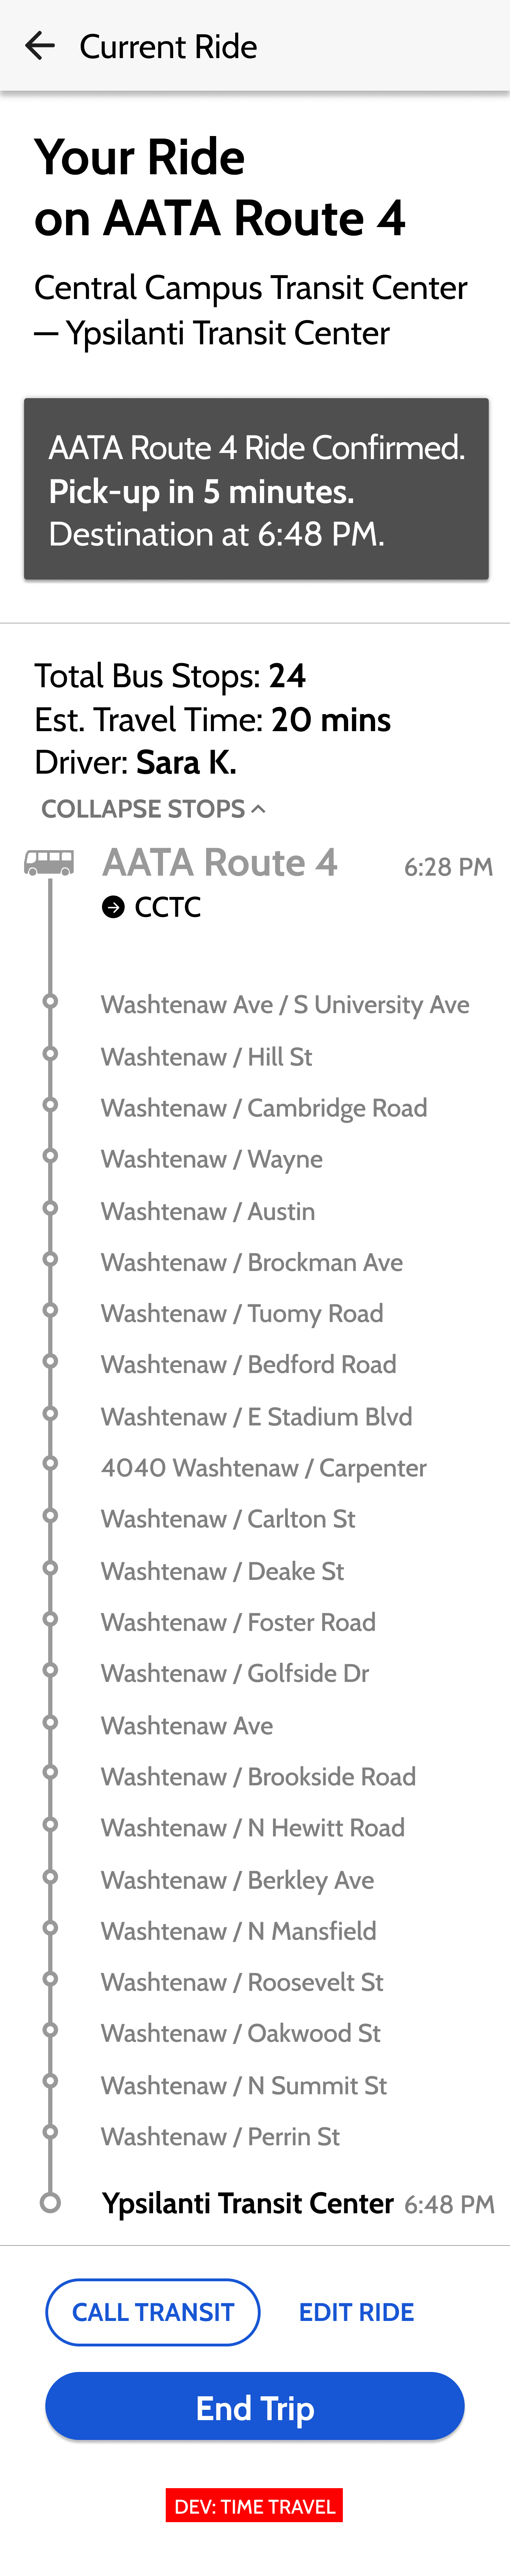 Current Ride
Your Ride
on AATA Route 4
Central Campus Transit Center
— Ypsilanti Transit Center
AATA Route 4 Ride Confirmed.
Pick-up in 5 minutes.
Destination at 6:48 PM.
Total Bus Stops: 24
Est. Travel Time: 20 mins
Driver: Sara K.
COLLAPSE STOPS
AATA Route 4 6:28 PM
CCTC
Washtenaw Ave / S University Ave
Washtenaw / Hill St
Washtenaw / Cambridge Road
Washtenaw / Wayne
Washtenaw / Austin
Washtenaw / Brockman Ave
Washtenaw / Tuomy Road
Washtenaw / Bedford Road
Washtenaw / E Stadium Blvd
4040 Washtenaw / Carpenter
Washtenaw / Carlton St
Washtenaw / Deake St
Washtenaw / Foster Road
Washtenaw / Golfside Dr
Washtenaw Ave
Washtenaw / Brookside Road
Washtenaw / N Hewitt Road
Washtenaw / Berkley Ave
Washtenaw / N Mansfield
Washtenaw / Roosevelt St
Washtenaw / Oakwood St
Washtenaw / N Summit St
Washtenaw / Perrin St
Ypsilanti Transit Center 6:48 PM
CALL TRANSIT EDIT RIDE
End Trip
DEV: TIME TRAVEL